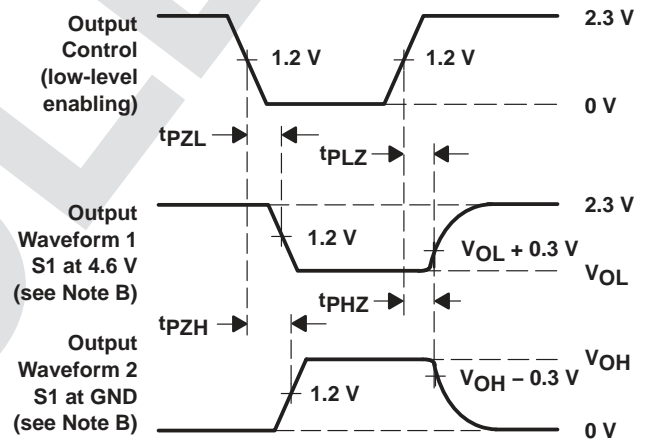 Output
Control
(low-level
enabling)
1.2 V
1.2 V
2.3 V
0 V
tPZL
tPLZ
Output
Waveform 1
S1 at 4.6 V
(see Note B)
1.2 V
2.3 V
VOL + 0.3 V
VOL
tPHZ
tPZH
Output
Waveform 2
S1 at GND
(see Note B)
1.2 V
VOH
VOH − 0.3 V
0 V